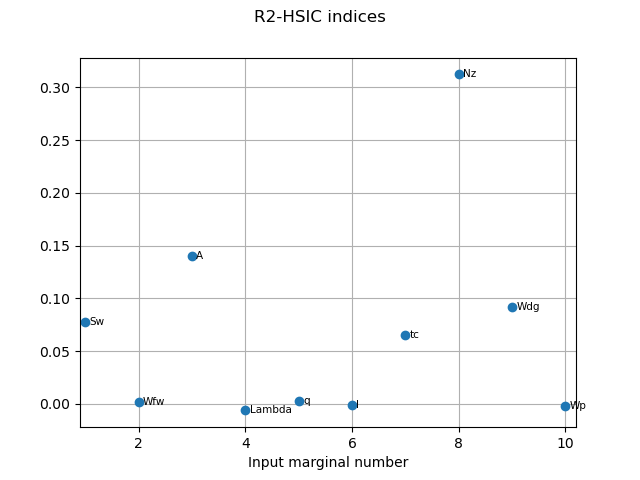 R2-HSIC indices
0.30
0.25
0.20
0.15
0.10
0.05
0.00
Nz
A
Sw
Wdg
tc
Wfw
Lambda
q
l
Wp
2
4
6
8
10
Input marginal number